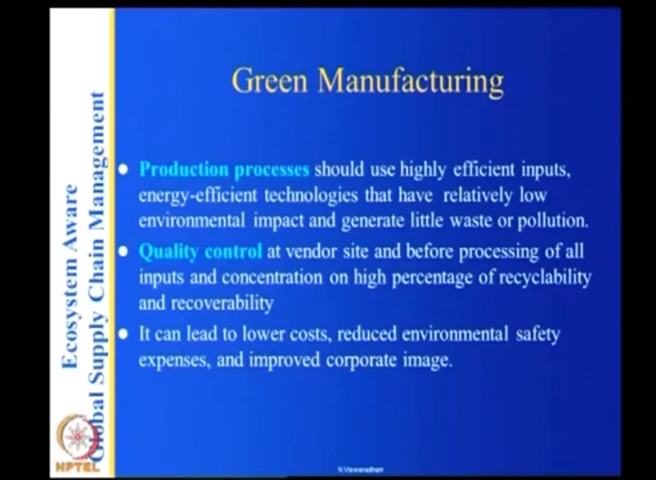 Green Manufacturing
Production processes should use highly efficient inputs,
energy-efficient technologies that have relatively low
environmental impact and generate little waste or pollution.
Quality control at vendor site and before processing of all
inputs and concentration on high percentage of recyclability
and recoverability
It can lead to lower costs, reduced environmental safety
expenses, and improved corporate image.
Ecosystem Aware
Global Supply Chain Management
NPTEL
N.Viswanadham